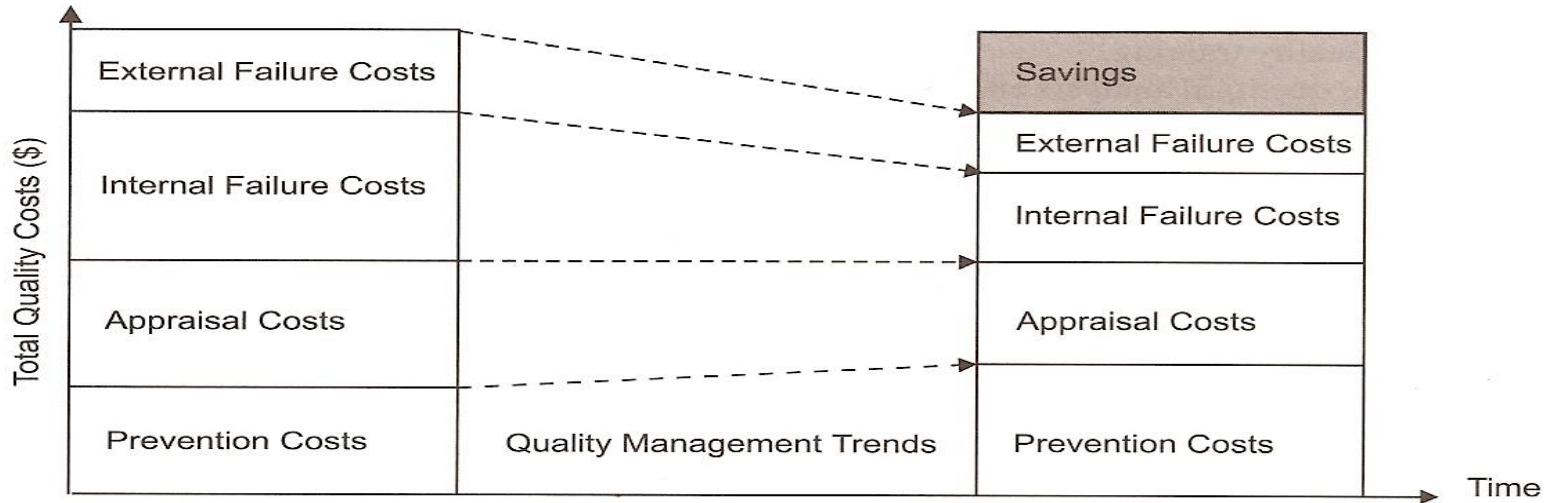 Total Quality Costs ($)
External Failure Costs
Internal Failure Costs
Appraisal Costs
Prevention Costs
Quality Management Trends
Savings
External Failure Costs
Internal Failure Costs
Appraisal Costs
Prevention Costs
Time